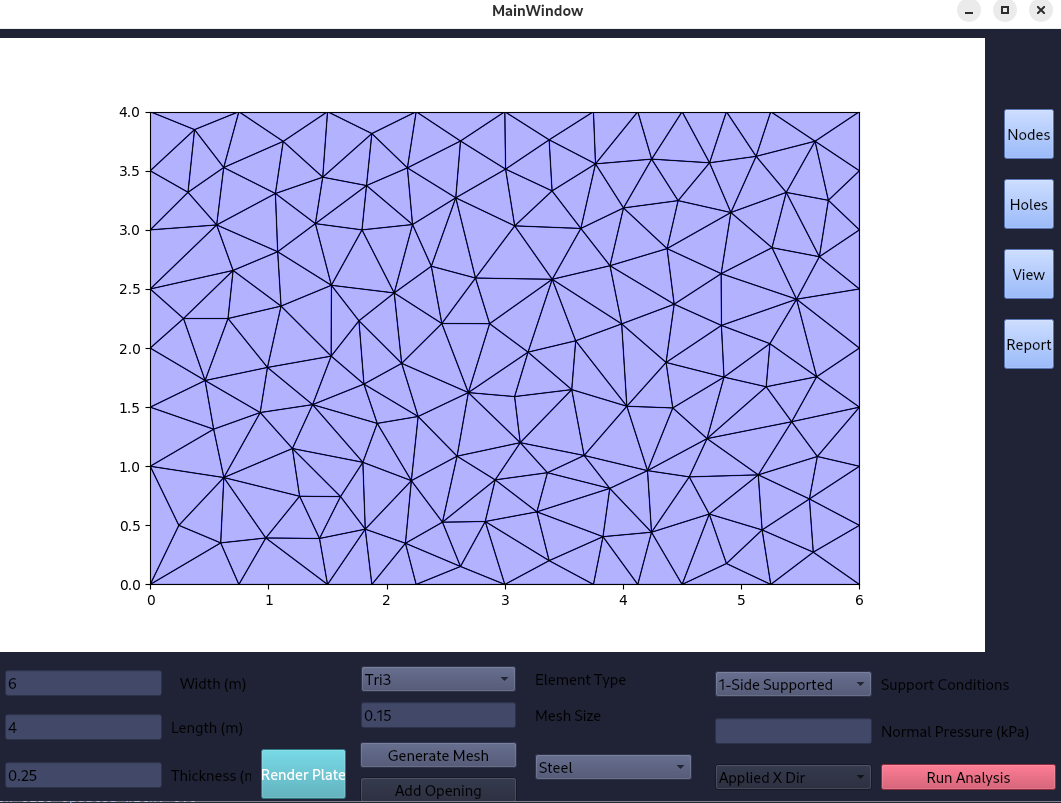 MainWindow
4.0
3.5
3.0
2.5
2.0
1.5
1.0
0.5
0.0
0 1 2 3 4 5 6
Nodes
Holes
View
Report
6 Width (m)
4 Length (m)
0.25 Thickness (m
Render Plate
Tri3 Element Type
0.15 Mesh Size
Generate Mesh
Steel
Add Opening
1-Side Supported Support Conditions
Normal Pressure (kPa)
Applied X Dir
Run Analysis